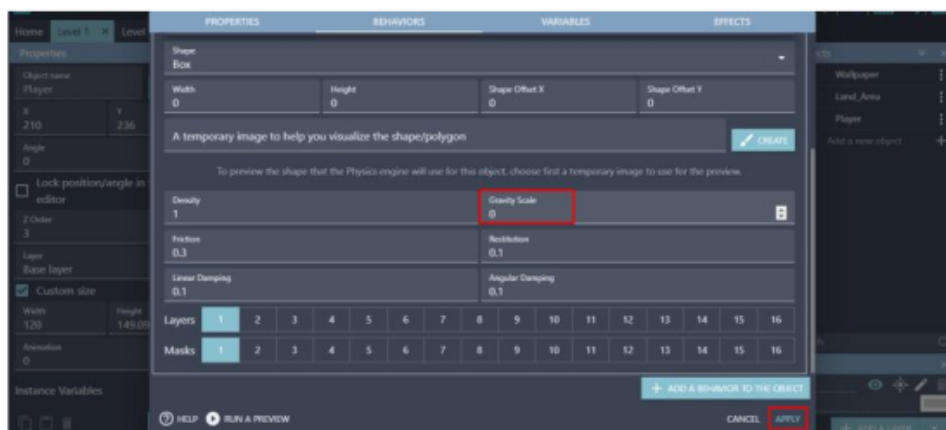 PROPERTIES BEHAVIORS VARIABLES EFFECTS
Home Level 1 × Level
Properties
Shape
Box
Object name
Player
Width Height Shape Offset X Shape Offset Y
0 0 0 0
Wallpaper
Land_Area
Player
X Y
210 236
A temporary image to help you visualize the shape/polygon CREATE
Add a new object +
Angle
0
To preview the shape that the Physics engine will use for this object, choose first a temporary image to use for the preview.
Lock position/angle in
editor
Density Gravity Scale
1 0
Z Order
3
Friction Restitution
0.3 0.1
Layer
Base layer
Linear Damping Angular Damping
0.1 0.1
Custom size
Width Height
120 149.09
Layers 1 2 3 4 5 6 7 8 9 10 11 12 13 14 15 16
Masks 1 2 3 4 5 6 7 8 9 10 11 12 13 14 15 16
Animation
0
Instance Variables
+ ADD A BEHAVIOR TO THE OBJECT
HELP RUN A PREVIEW CANCEL APPLY
+ ADD A LAYER